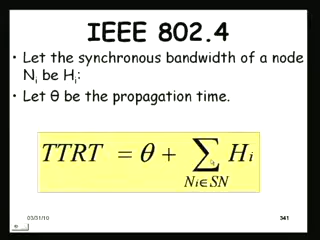 IEEE 802.4
• Let the synchronous bandwidth of a node
Nᵢ be Hᵢ:
• Let θ be the propagation time.
TTRT = θ + ∑ Hᵢ
Nᵢ∈SN
03/31/10 341